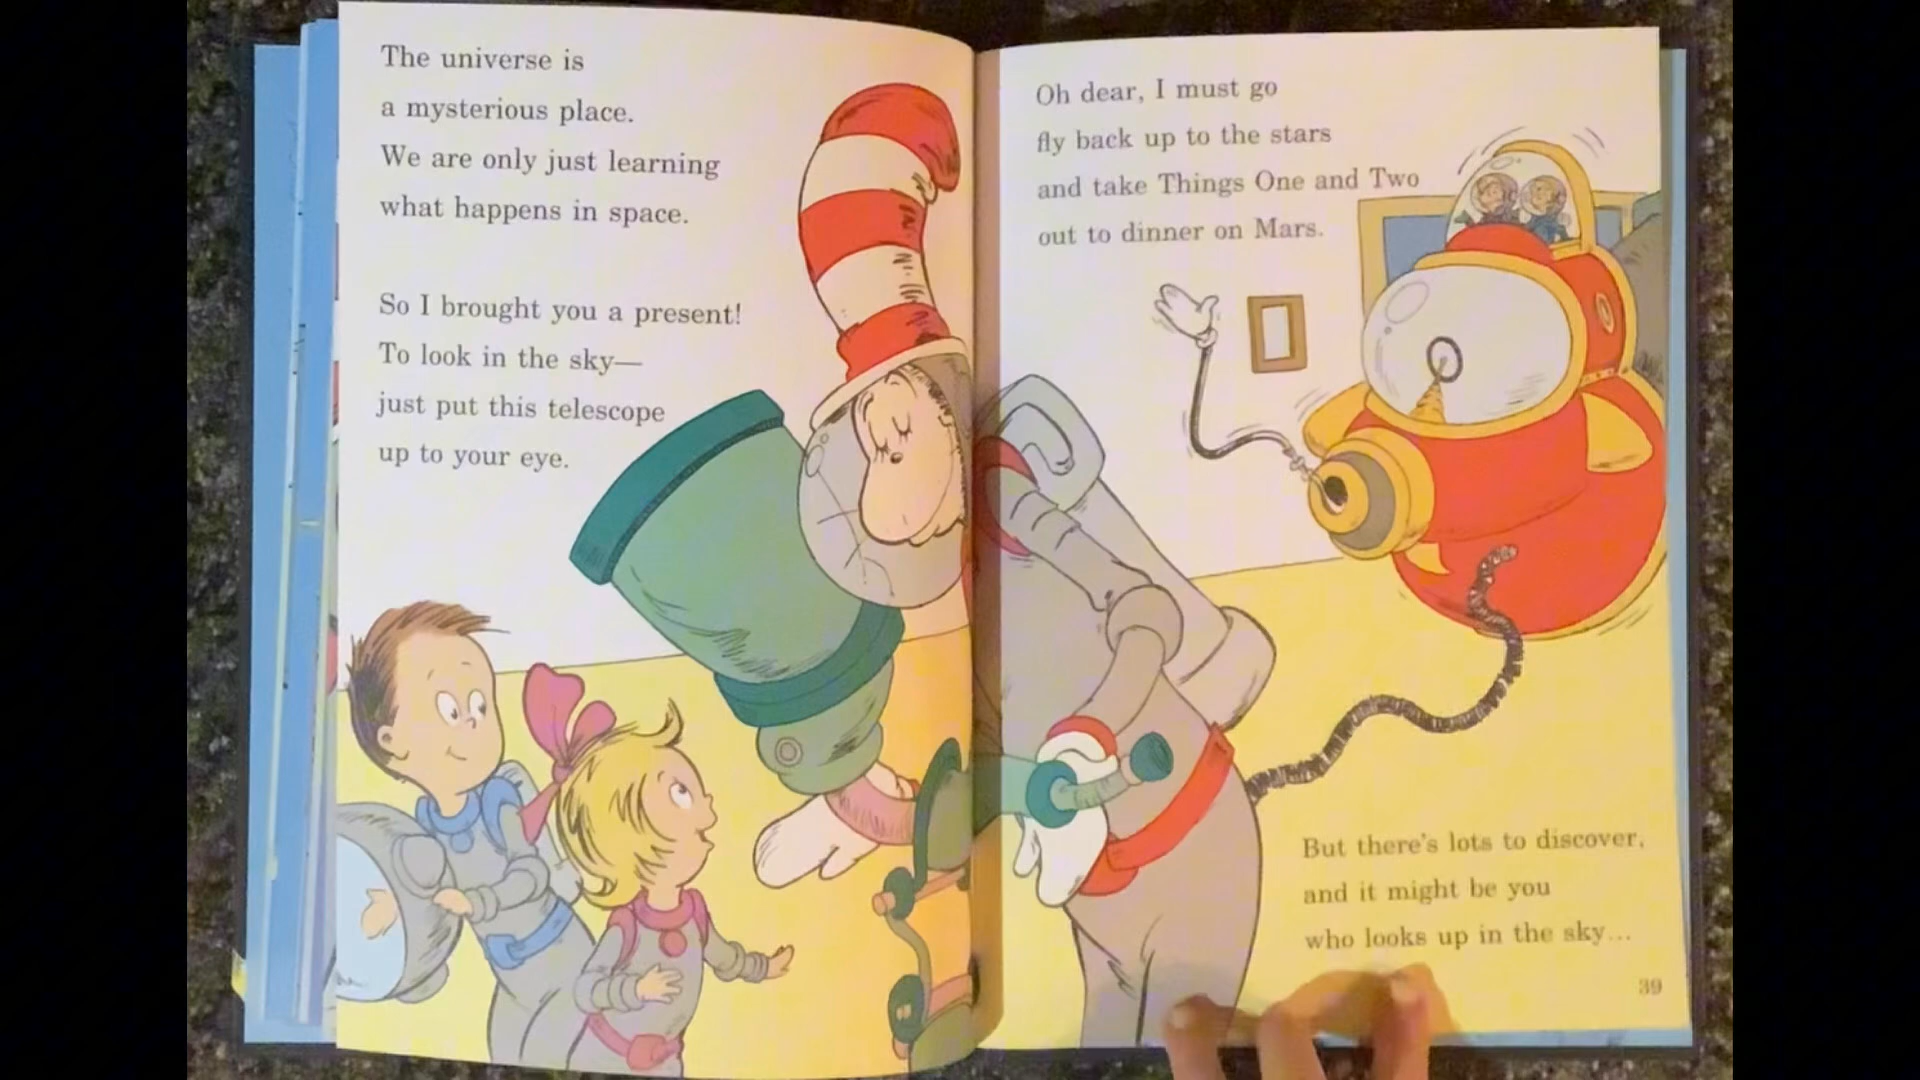 The universe is
a mysterious place.
We are only just learning
what happens in space.
So I brought you a present!
To look in the sky—
just put this telescope
up to your eye.
Oh dear, I must go
fly back up to the stars
and take Things One and Two
out to dinner on Mars.
But there's lots to discover,
and it might be you
who looks up in the sky...
39